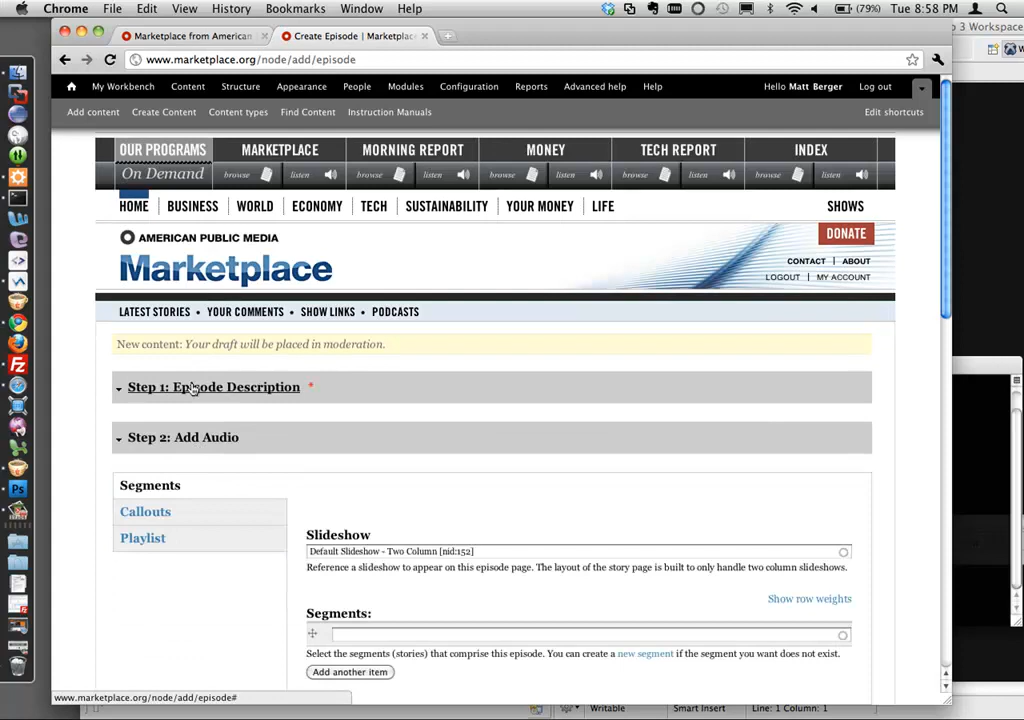 Chrome File Edit View History Bookmarks Window Help (79%) Tue 8:58 PM
3 Workspace
Marketplace from American
Create Episode | Marketplac
www.marketplace.org/node/add/episode
My Workbench Content Structure Appearance People Modules Configuration Reports Advanced help Help Hello Matt Berger Log out
Add content Create Content Content types Find Content Instruction Manuals Edit shortcuts
OUR PROGRAMS MARKETPLACE MORNING REPORT MONEY TECH REPORT INDEX
On Demand browse listen browse listen browse listen browse listen browse listen
HOME BUSINESS WORLD ECONOMY TECH SUSTAINABILITY YOUR MONEY LIFE SHOWS
AMERICAN PUBLIC MEDIA
Marketplace
DONATE
CONTACT | ABOUT
LOGOUT | MY ACCOUNT
LATEST STORIES • YOUR COMMENTS • SHOW LINKS • PODCASTS
New content: Your draft will be placed in moderation.
Step 1: Episode Description *
Step 2: Add Audio
Segments
Callouts
Playlist
Slideshow
Default Slideshow - Two Column [nid:152]
Reference a slideshow to appear on this episode page. The layout of the story page is built to only handle two column slideshows.
Show row weights
Segments:
Select the segments (stories) that comprise this episode. You can create a new segment if the segment you want does not exist.
Add another item
www.marketplace.org/node/add/episode#
Writable Smart Insert Line: 1 Column: 1